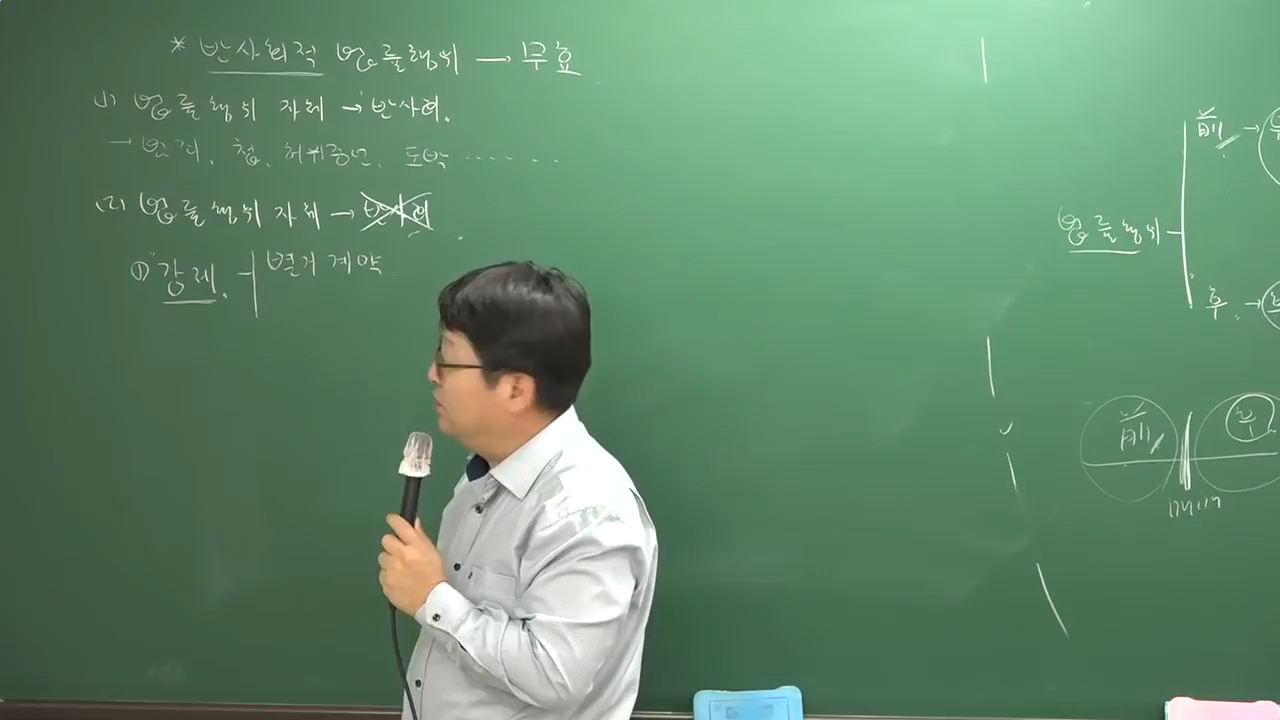 * 반사회적 법률행위 → 무효
(1) 법률행위 자체 → 반사회.
→ 범죄, 첩, 허위증언, 도박 ········
(2) 법률행위 자체 → 반사회
① "강제. 별개 계약
前 →
법률행위
후 →
前 후